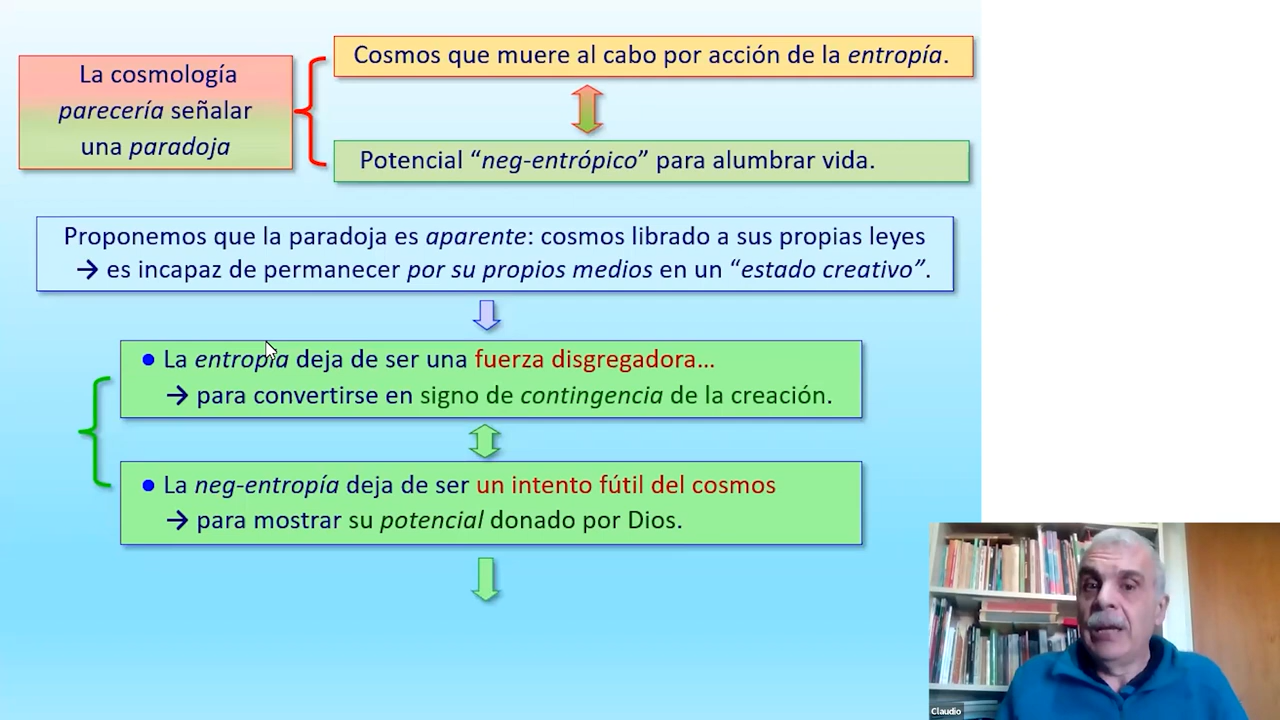 La cosmología
parecería señalar
una paradoja
Cosmos que muere al cabo por acción de la entropía.
Potencial “neg-entrópico” para alumbrar vida.
Proponemos que la paradoja es aparente: cosmos librado a sus propias leyes
→ es incapaz de permanecer por su propios medios en un “estado creativo”.
● La entropía deja de ser una fuerza disgregadora...
→ para convertirse en signo de contingencia de la creación.
● La neg-entropía deja de ser un intento fútil del cosmos
→ para mostrar su potencial donado por Dios.
Claudio